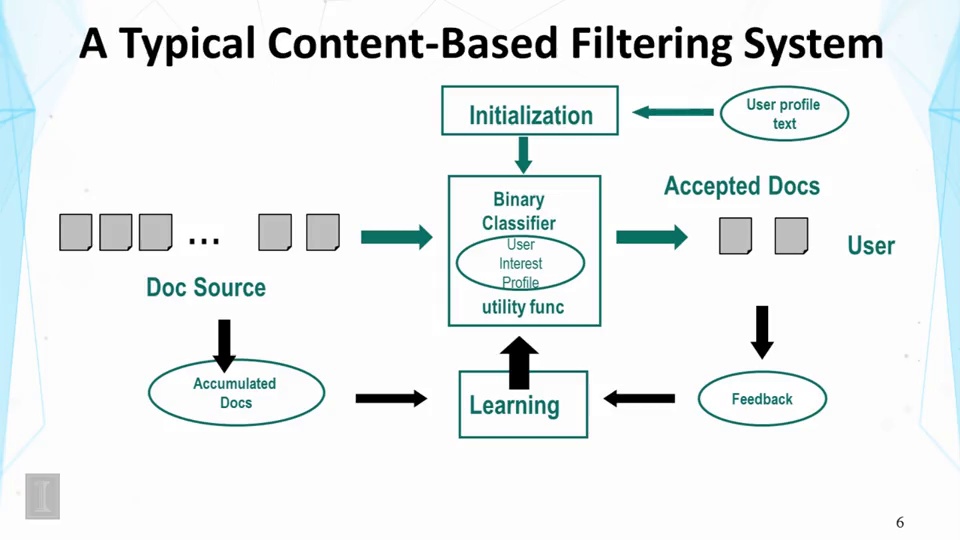 A Typical Content-Based Filtering System
Initialization
User profile
text
Binary
Classifier
User
Interest
Profile
utility func
Accepted Docs
User
...
Doc Source
Accumulated
Docs
Learning
Feedback
I
6